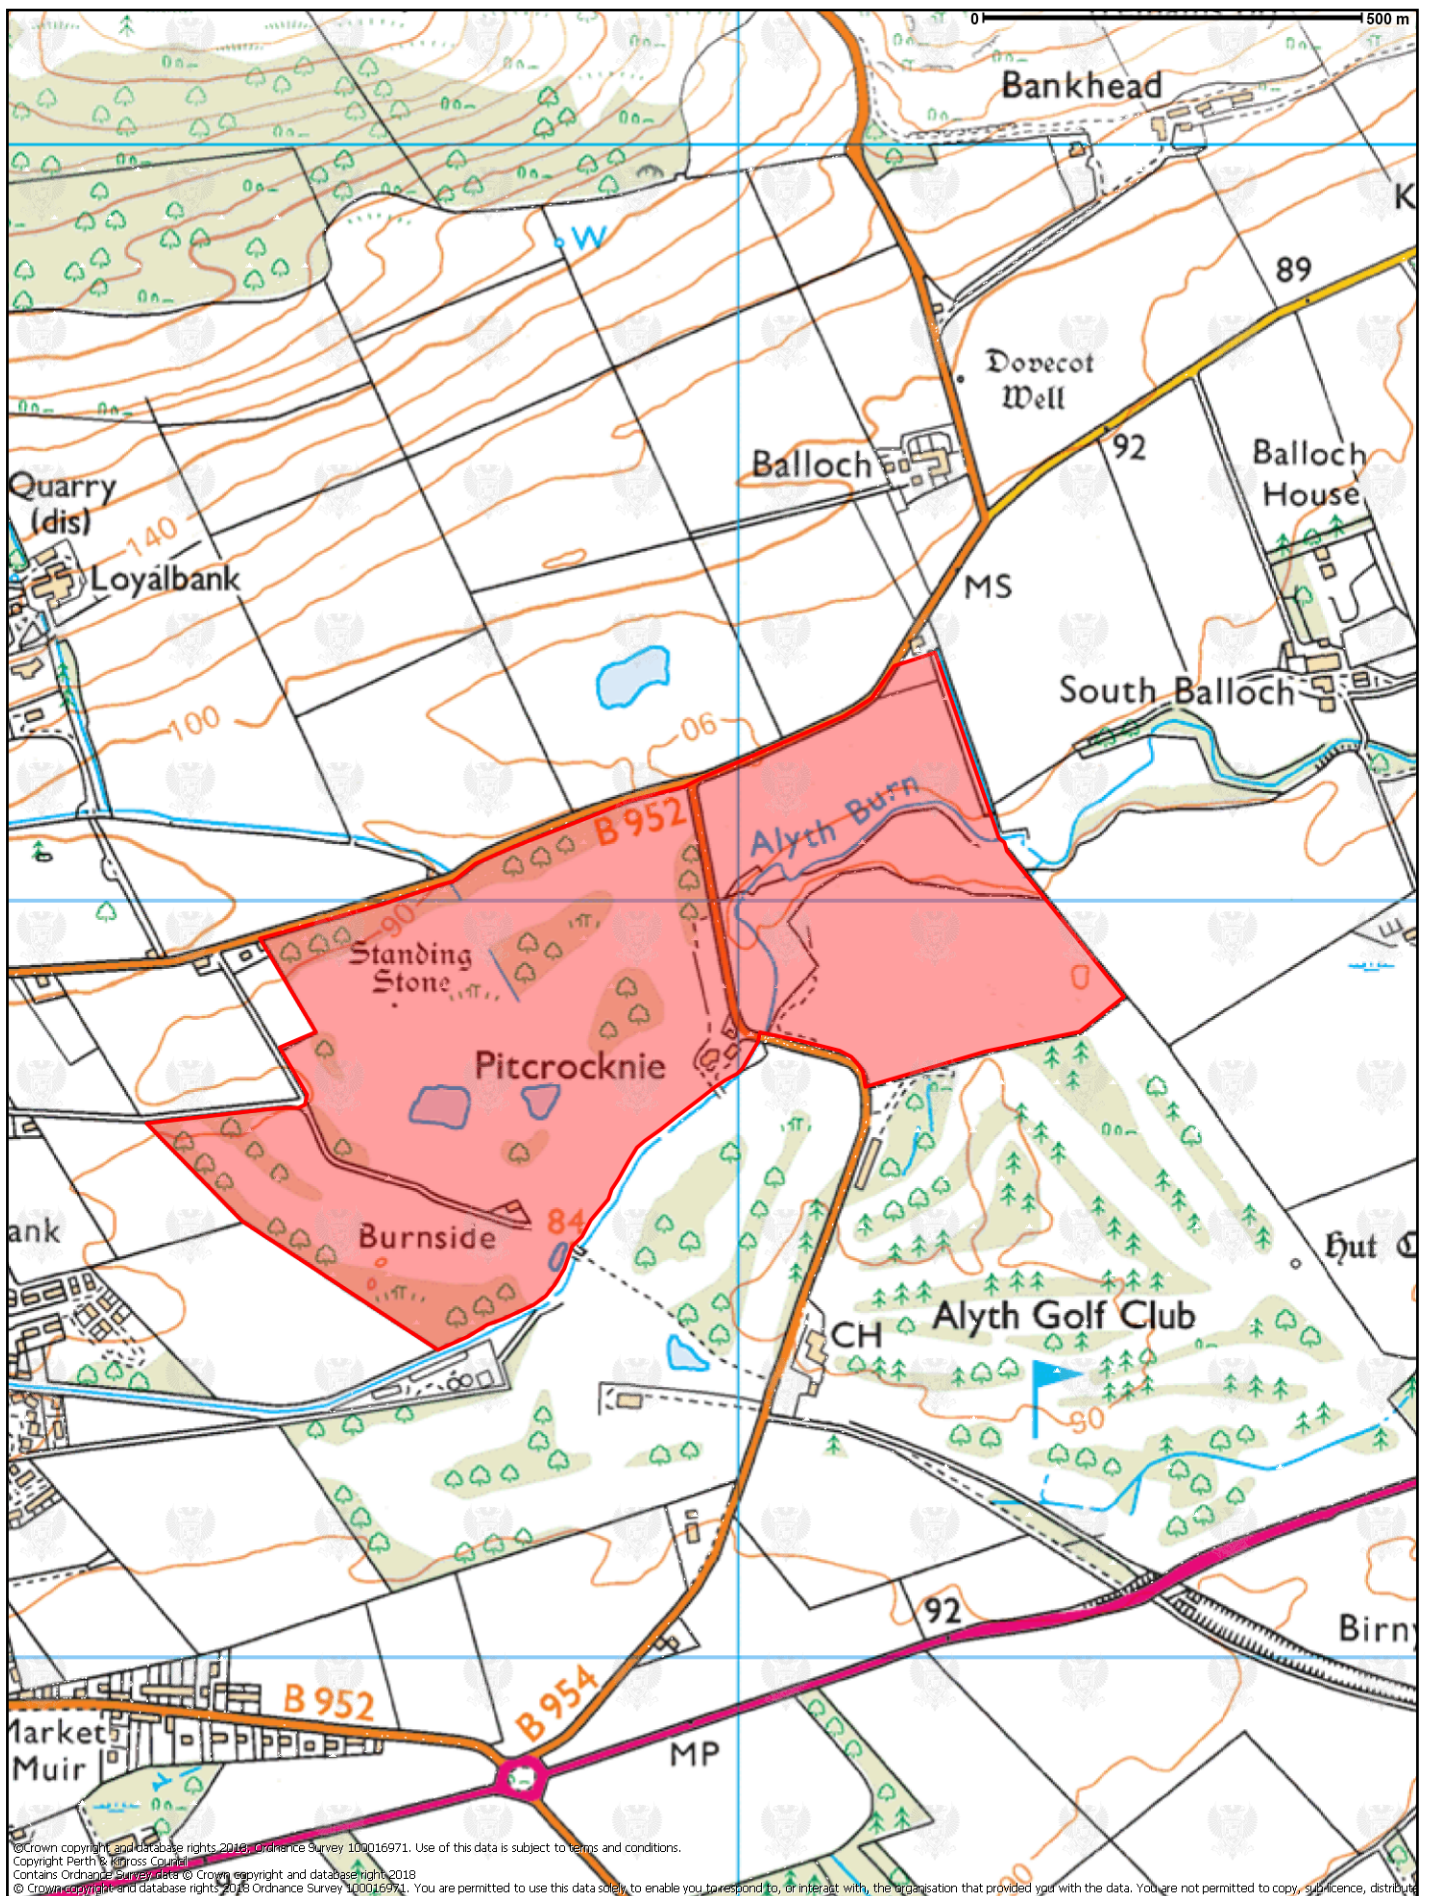 0
500 m
Bankhead
K
W
89
Dovecot
Well
92
Balloch
Balloch
House
Quarry
(dis)
140
Loyalbank
MS
South Balloch
100
90
B 952
Alyth Burn
90
Standing
Stone
Pitcrocknie
84
Burnside
ank
Hut C
Alyth Golf Club
CH
90
92
Birny
B 952
B 954
Market
Muir
MP
90
©Crown copyright and database rights 2018, Ordnance Survey 100016971. Use of this data is subject to terms and conditions.
Copyright Perth & Kinross Council
Contains Ordnance Survey data © Crown copyright and database right 2018
© Crown copyright and database rights 2018 Ordnance Survey 100016971. You are permitted to use this data solely to enable you to respond to, or interact with, the organisation that provided you with the data. You are not permitted to copy, sub-licence, distribute